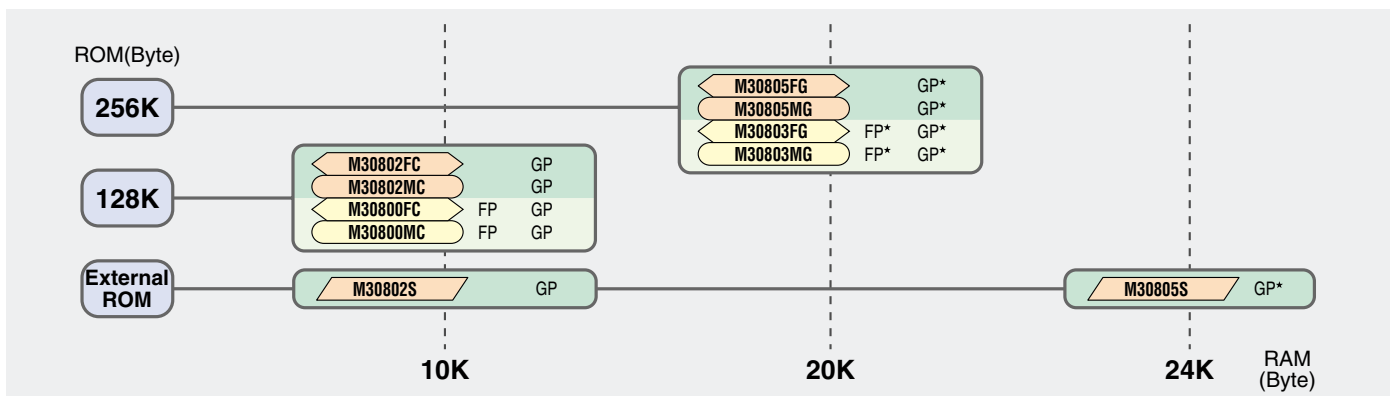 ROM(Byte)
256K
M30805FG GP★
M30805MG GP★
M30803FG FP★ GP★
M30803MG FP★ GP★
128K
M30802FC GP
M30802MC GP
M30800FC FP GP
M30800MC FP GP
External
ROM
M30802S GP
M30805S GP★
10K
20K
24K
RAM
(Byte)